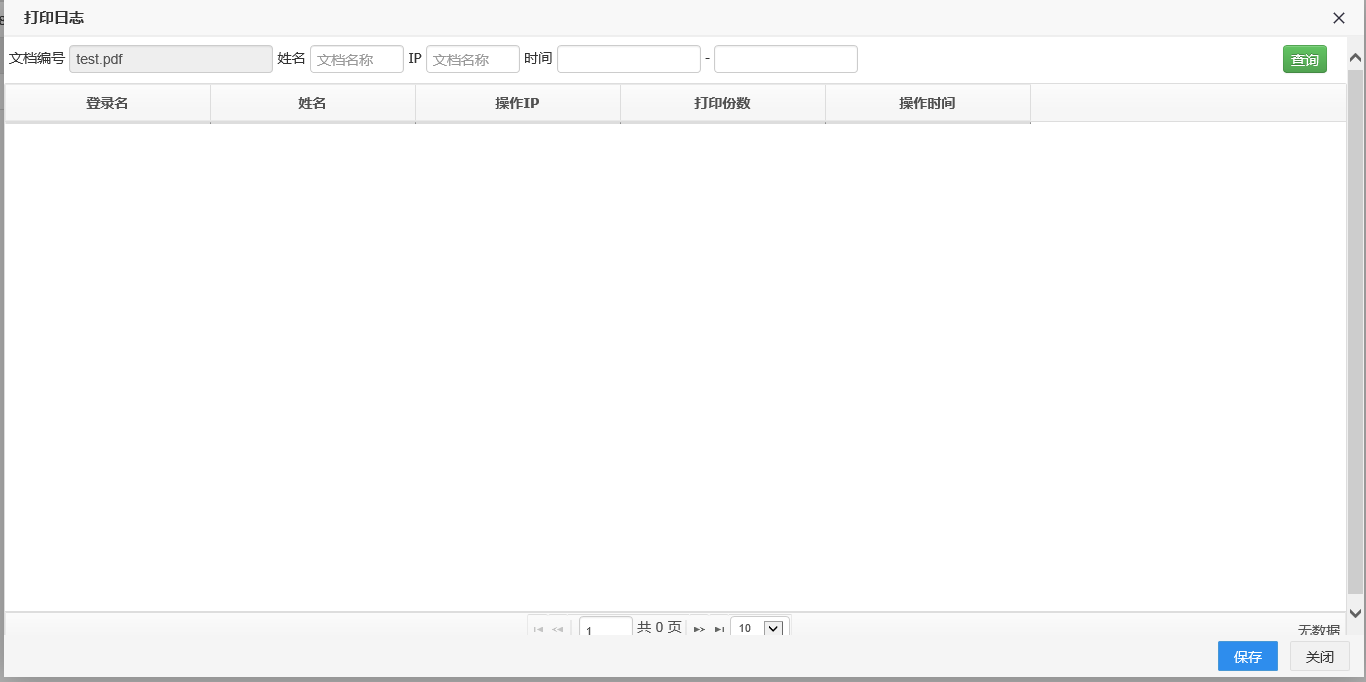 打印日志
文档编号 test.pdf 姓名 文档名称 IP 文档名称 时间 - 查询
登录名 姓名 操作IP 打印份数 操作时间
1 共 0 页 10 无数据
保存 关闭